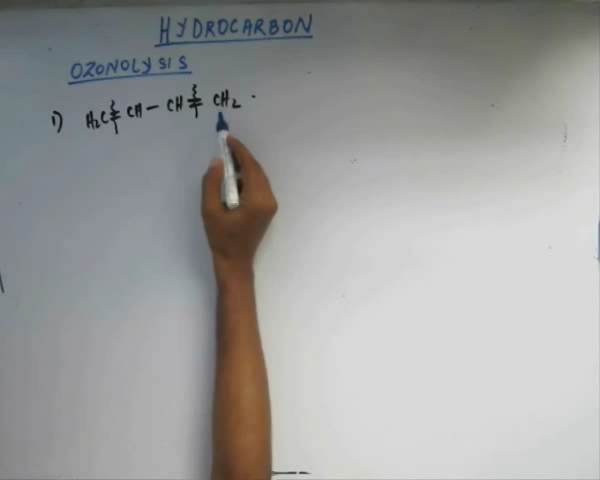 HYDROCARBON
OZONOLYSIS
1) H₂C = CH – CH = CH₂